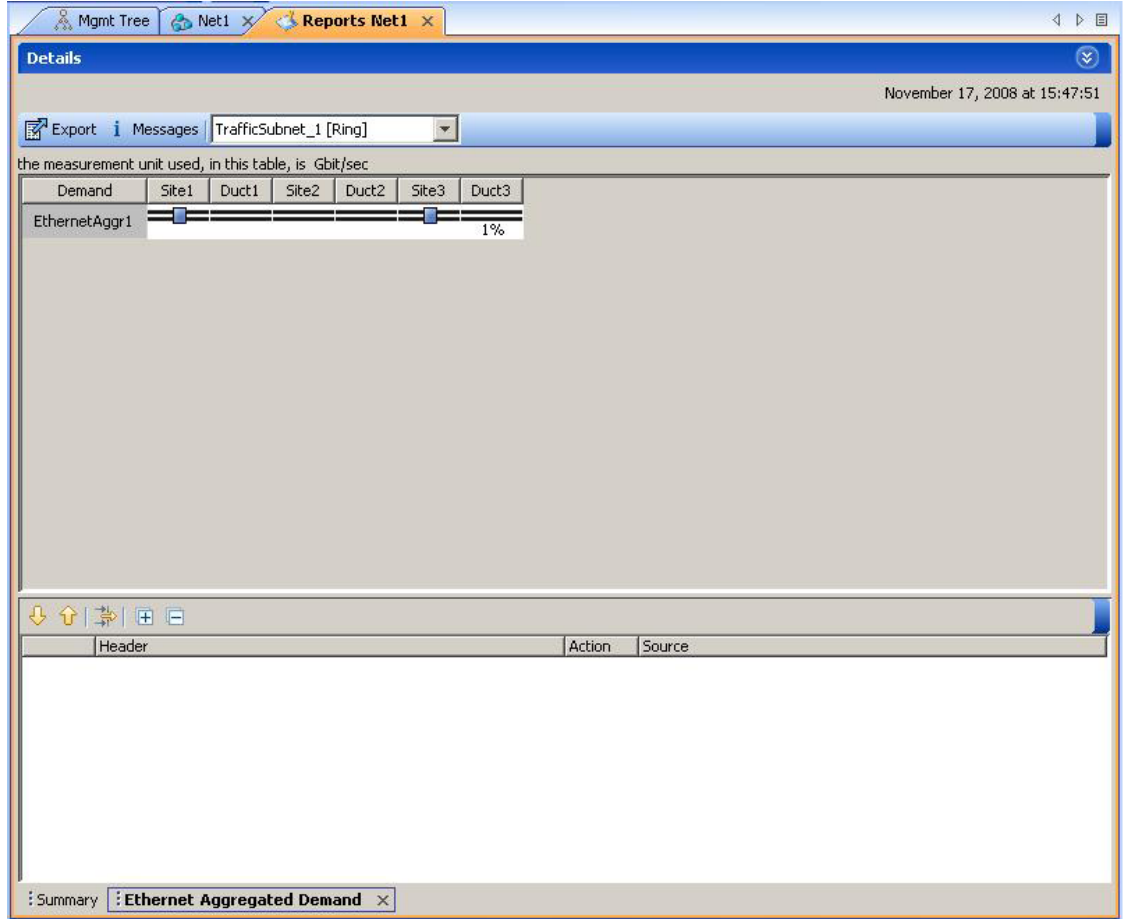 Mgmt Tree Net1 Reports Net1
Details
November 17, 2008 at 15:47:51
Export i Messages TrafficSubnet_1 [Ring]
the measurement unit used, in this table, is Gbit/sec
Demand Site1 Duct1 Site2 Duct2 Site3 Duct3
EthernetAggr1
1%
Header Action Source
Summary Ethernet Aggregated Demand